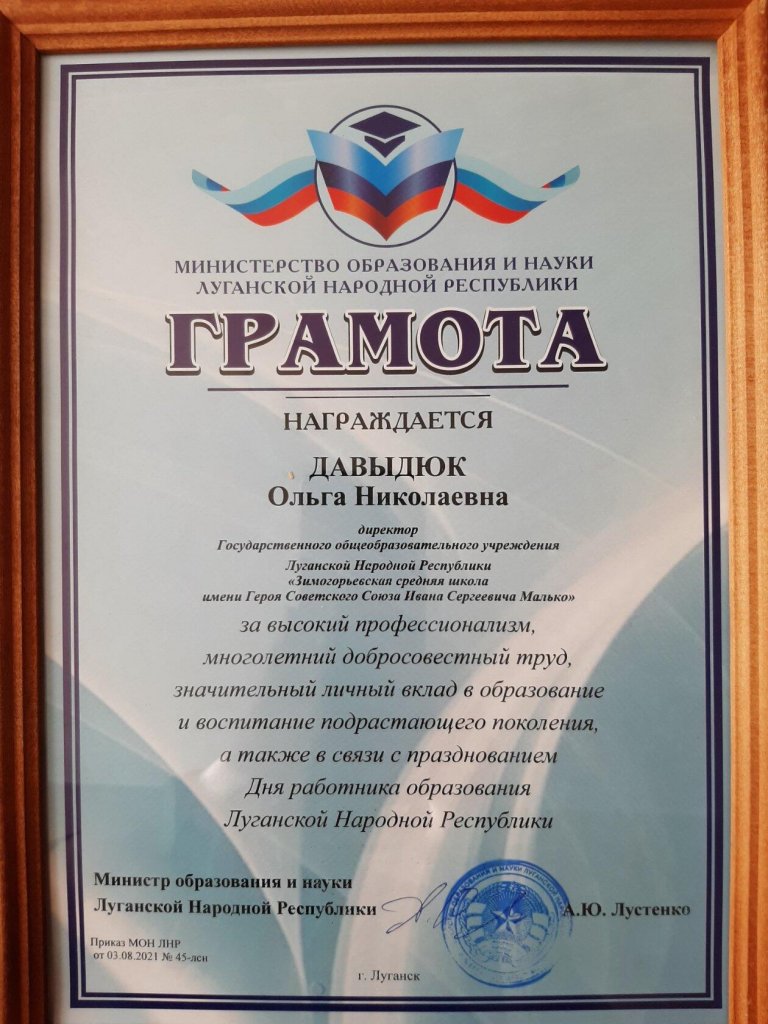 МИНИСТЕРСТВО ОБРАЗОВАНИЯ И НАУКИ
ЛУГАНСКОЙ НАРОДНОЙ РЕСПУБЛИКИ
ГРАМОТА
НАГРАЖДАЕТСЯ
ДАВЫДЮК
Ольга Николаевна
директор
Государственного общеобразовательного учреждения
Луганской Народной Республики
«Зимогорьевская средняя школа
имени Героя Советского Союза Ивана Сергеевича Малько»
за высокий профессионализм,
многолетний добросовестный труд,
значительный личный вклад в образование
и воспитание подрастающего поколения,
а также в связи с празднованием
Дня работника образования
Луганской Народной Республики
Министр образования и науки
Луганской Народной Республики
А.Ю. Лустенко
Приказ МОН ЛНР
от 03.08.2021 № 45-лсн
г. Луганск